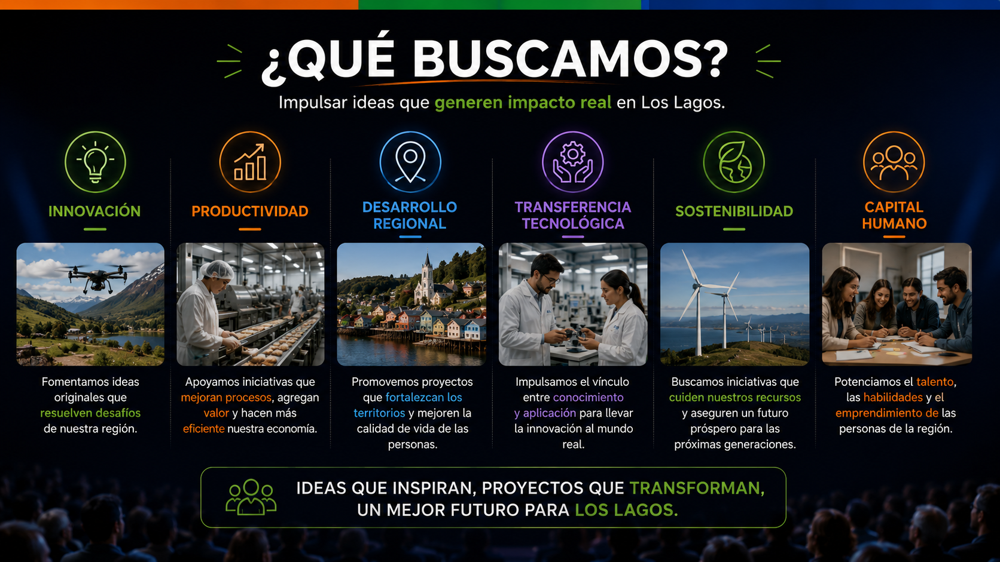 ¿QUÉ BUSCAMOS?
Impulsar ideas que generen impacto real en Los Lagos.
INNOVACIÓN
Fomentamos ideas
originales que
resuelven desafíos
de nuestra región.
PRODUCTIVIDAD
Apoyamos iniciativas que
mejoran procesos, agregan
valor y hacen más
eficiente nuestra economía.
DESARROLLO
REGIONAL
Promovemos proyectos
que fortalezcan los
territorios y mejoren la
calidad de vida de las
personas.
TRANSFERENCIA
TECNOLÓGICA
Impulsamos el vínculo
entre conocimiento
y aplicación para llevar
la innovación al mundo
real.
SOSTENIBILIDAD
Buscamos iniciativas que
cuiden nuestros recursos
y aseguren un futuro
próspero para las
próximas generaciones.
CAPITAL
HUMANO
Potenciamos el talento,
las habilidades y el
emprendimiento de las
personas de la región.
IDEAS QUE INSPIRAN, PROYECTOS QUE TRANSFORMAN,
UN MEJOR FUTURO PARA LOS LAGOS.